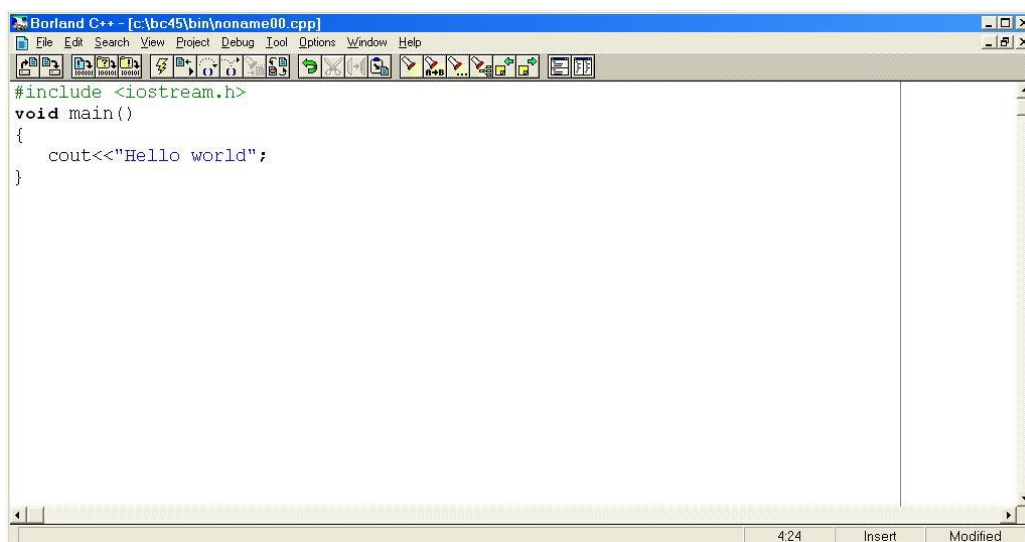 Borland C++ - [c:\bc45\bin\noname00.cpp]
File Edit Search View Project Debug Tool Options Window Help
#include <iostream.h>
void main()
{
   cout<<"Hello world";
}
4:24 Insert Modified